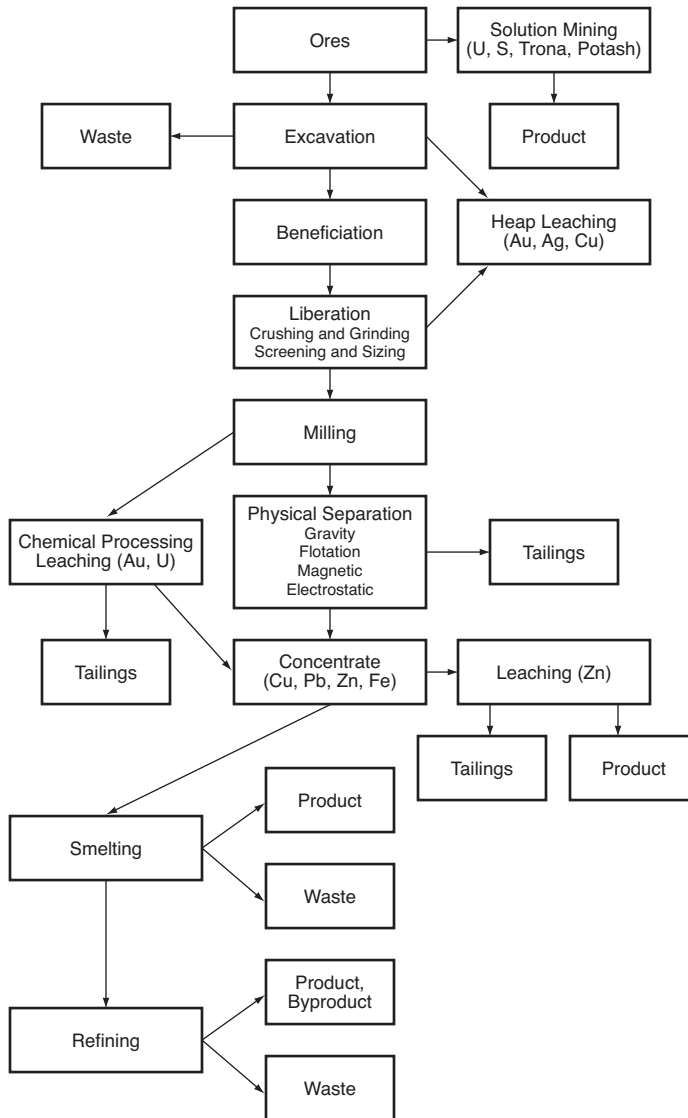 Ores
Solution Mining
(U, S, Trona, Potash)
Waste
Excavation
Product
Beneficiation
Heap Leaching
(Au, Ag, Cu)
Liberation
Crushing and Grinding
Screening and Sizing
Milling
Chemical Processing
Leaching (Au, U)
Physical Separation
Gravity
Flotation
Magnetic
Electrostatic
Tailings
Tailings
Concentrate
(Cu, Pb, Zn, Fe)
Leaching (Zn)
Tailings
Product
Product
Smelting
Waste
Product,
Byproduct
Refining
Waste